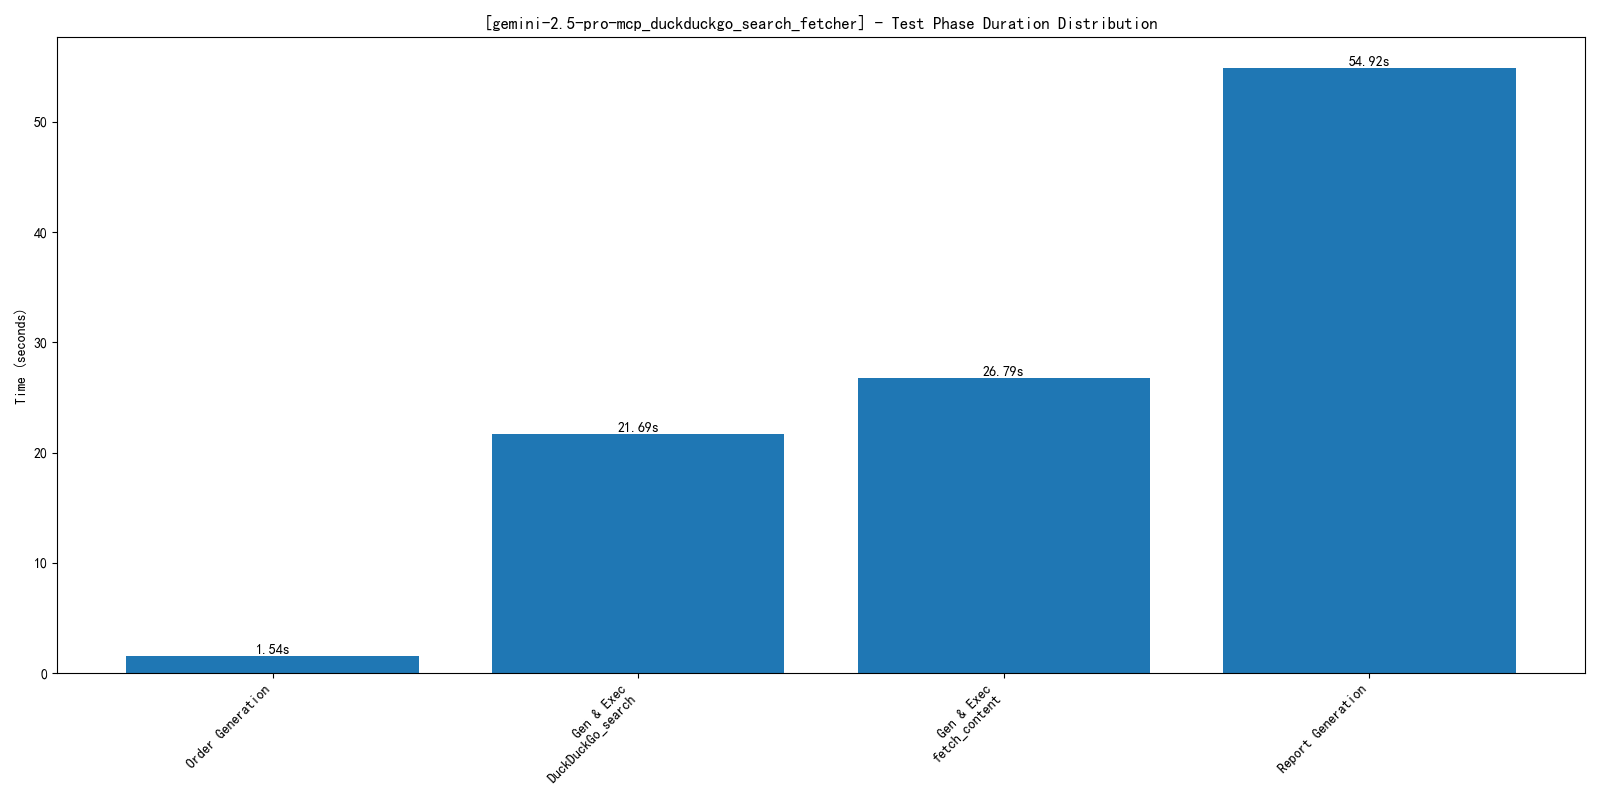 [gemini-2.5-pro-mcp_duckduckgo_search_fetcher] - Test Phase Duration Distribution
Time (seconds)
50
40
30
20
10
0
1.54s
21.69s
26.79s
54.92s
Order Generation
Gen & Exec
DuckDuckGo_search
Gen & Exec
fetch_content
Report Generation